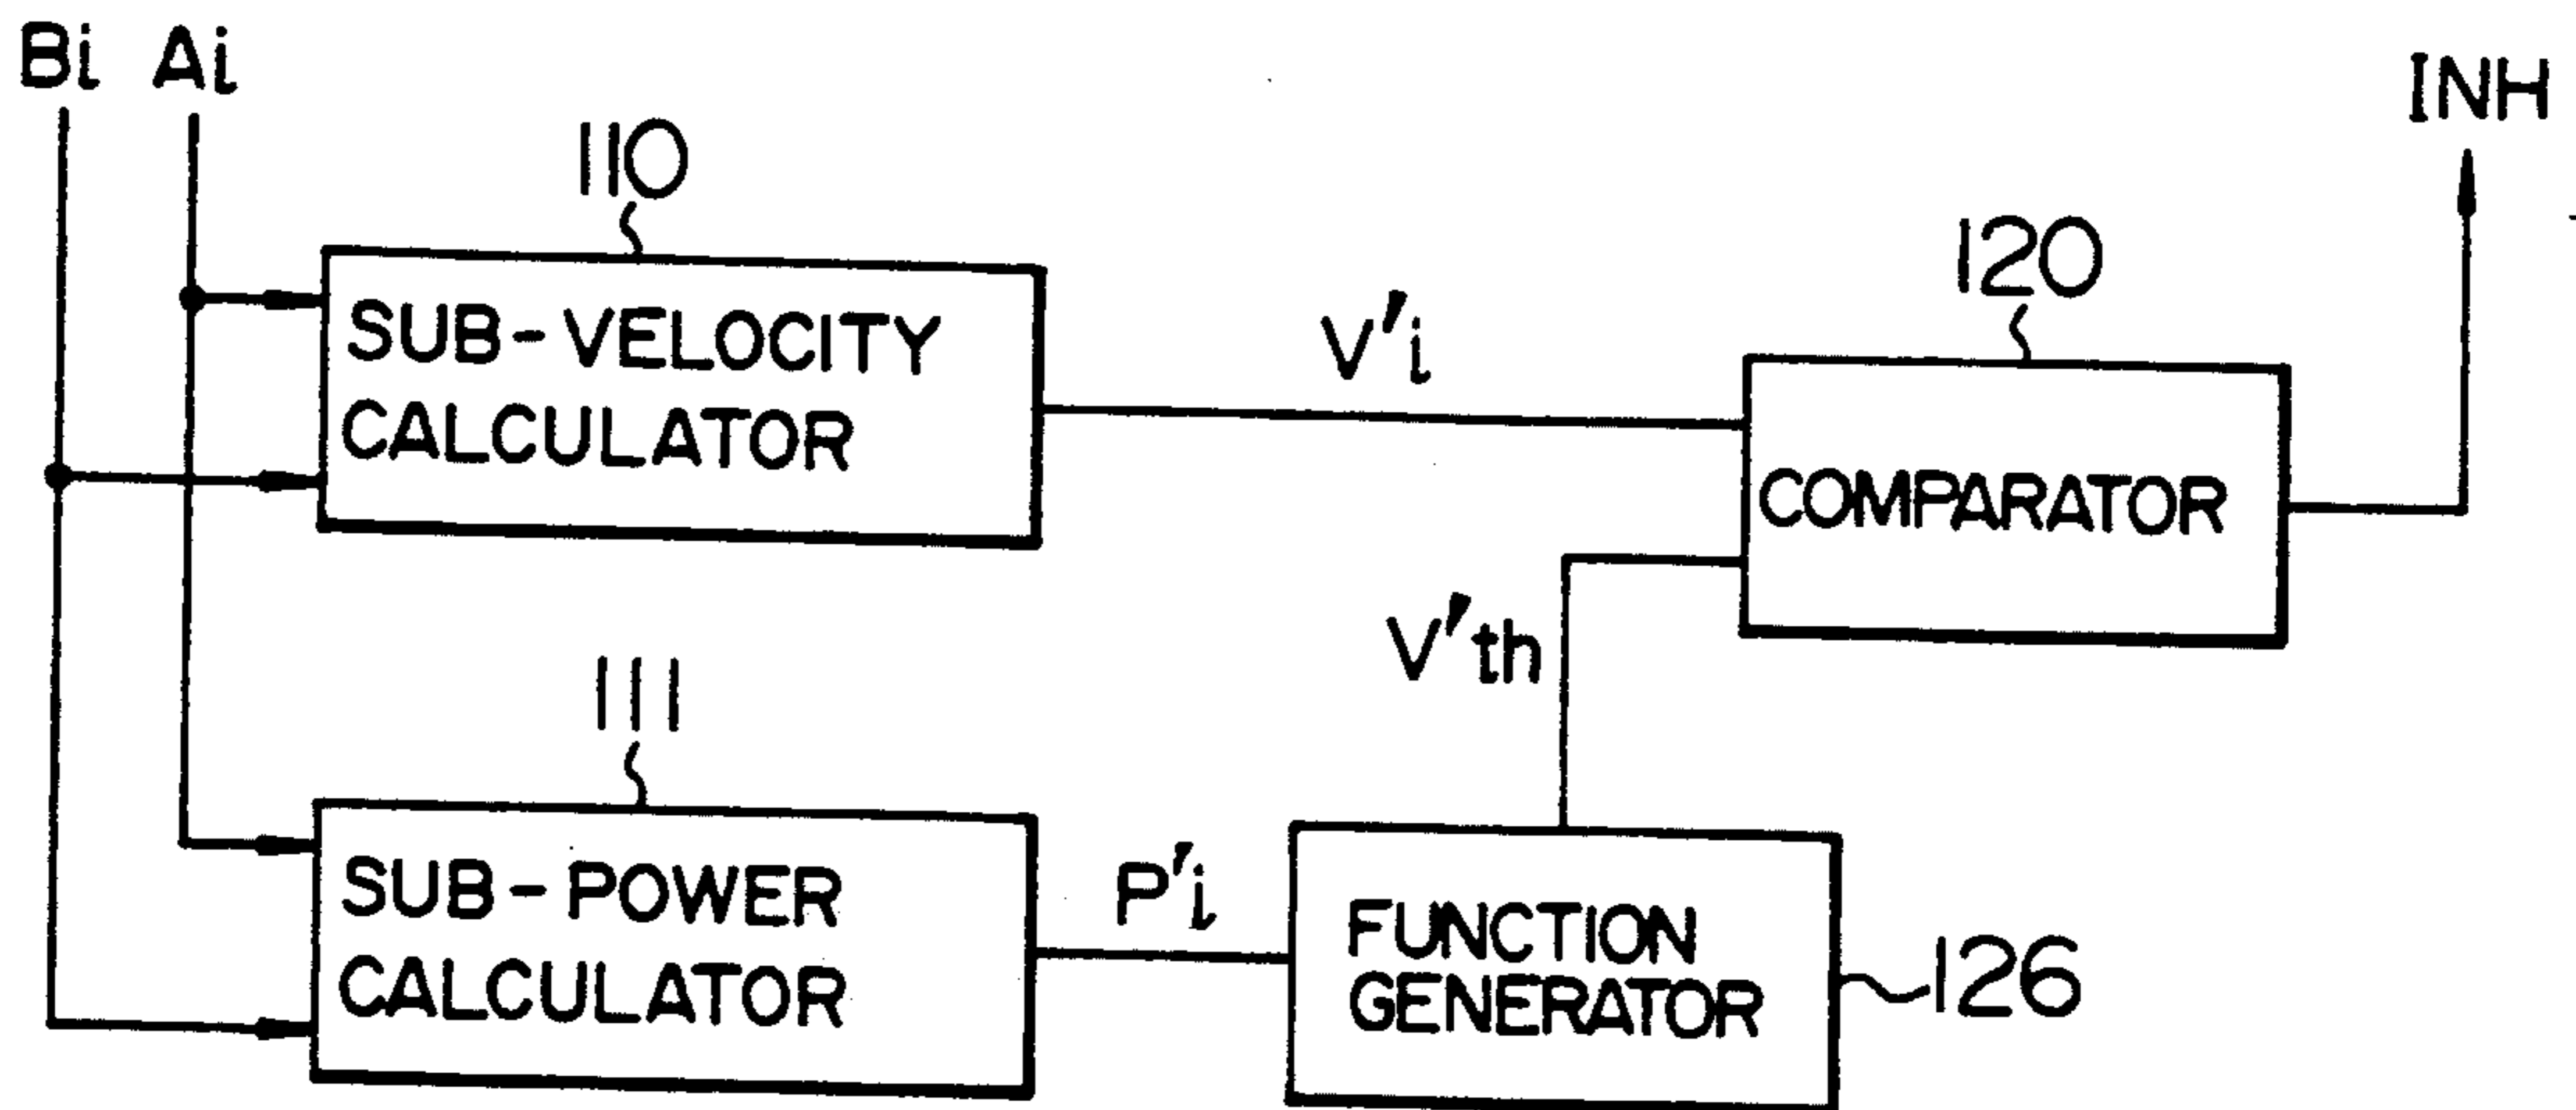 Bi Ai
INH
110
120
SUB-VELOCITY
CALCULATOR
V'i
COMPARATOR
V'th
111
SUB-POWER
CALCULATOR
P'i
FUNCTION
GENERATOR
126